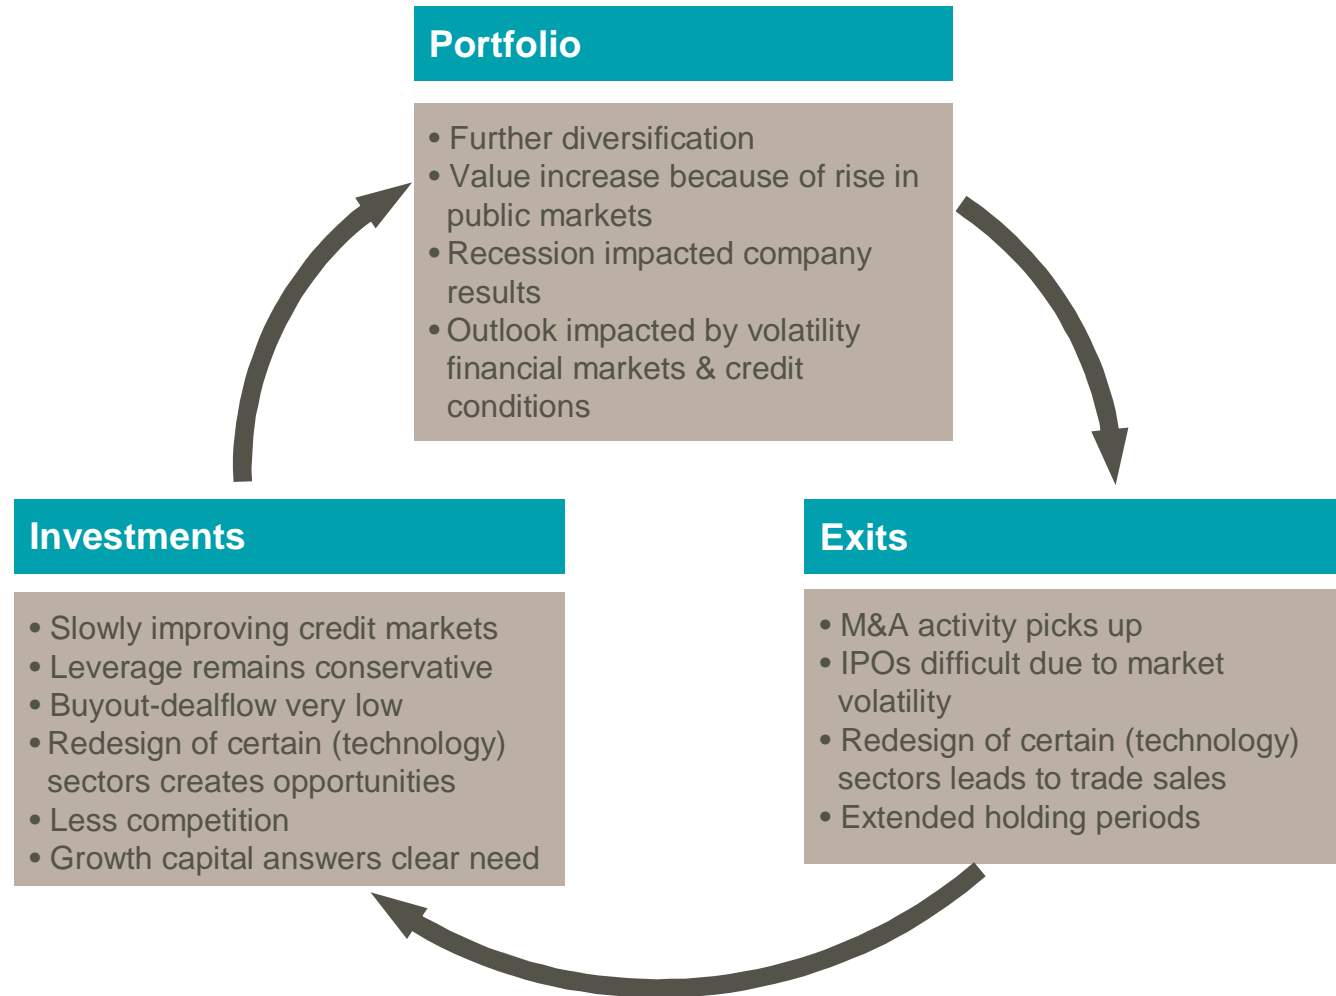 Portfolio
• Further diversification
• Value increase because of rise in
public markets
• Recession impacted company
results
• Outlook impacted by volatility
financial markets & credit
conditions
Investments
• Slowly improving credit markets
• Leverage remains conservative
• Buyout-dealflow very low
• Redesign of certain (technology)
sectors creates opportunities
• Less competition
• Growth capital answers clear need
Exits
• M&A activity picks up
• IPOs difficult due to market
volatility
• Redesign of certain (technology)
sectors leads to trade sales
• Extended holding periods